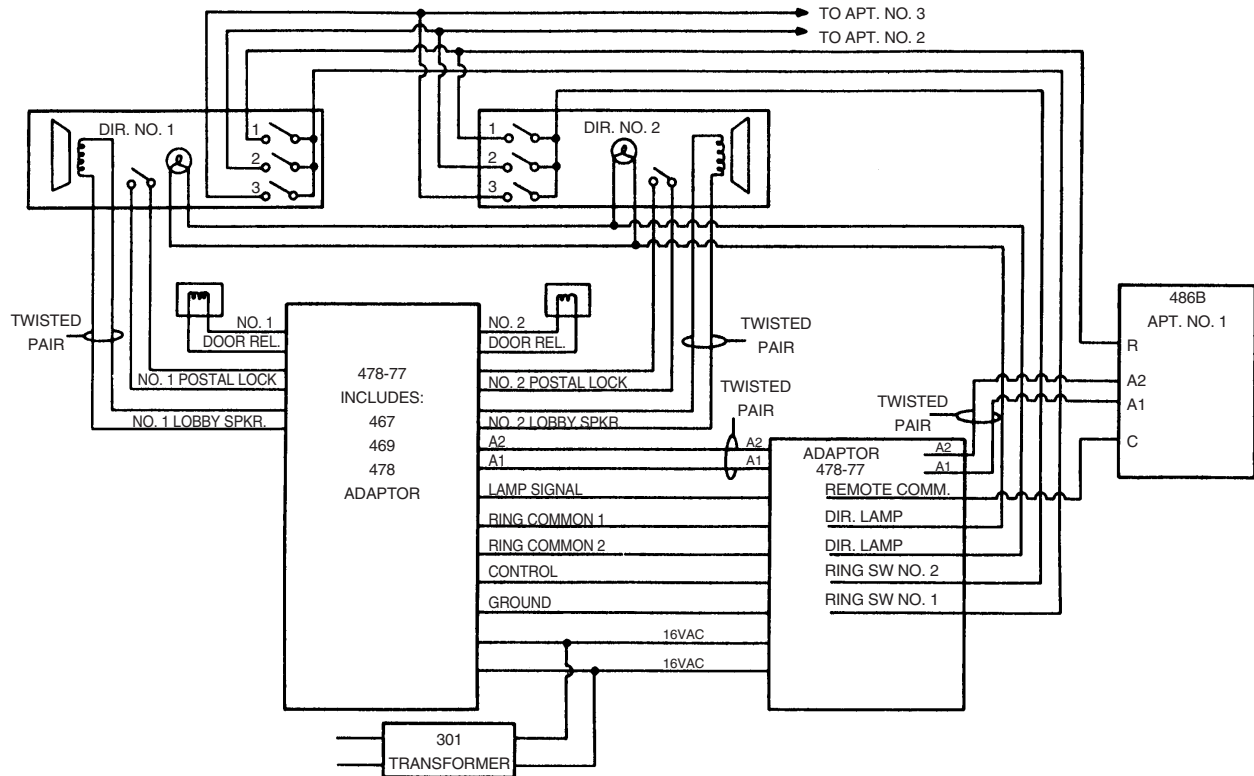 TO APT. NO. 3
TO APT. NO. 2
DIR. NO. 1
1
2
3
1
2
3
DIR. NO. 2
TWISTED
PAIR
NO. 1
DOOR REL.
NO. 1 POSTAL LOCK
NO. 1 LOBBY SPKR.
478-77
INCLUDES:
467
469
478
ADAPTOR
NO. 2
DOOR REL.
NO. 2 POSTAL LOCK
NO. 2 LOBBY SPKR.
A2
A1
LAMP SIGNAL
RING COMMON 1
RING COMMON 2
CONTROL
GROUND
16VAC
16VAC
TWISTED
PAIR
TWISTED
PAIR
A2
A1
ADAPTOR
478-77
A2
A1
REMOTE COMM.
DIR. LAMP
DIR. LAMP
RING SW NO. 2
RING SW NO. 1
TWISTED
PAIR
486B
APT. NO. 1
R
A2
A1
C
301
TRANSFORMER